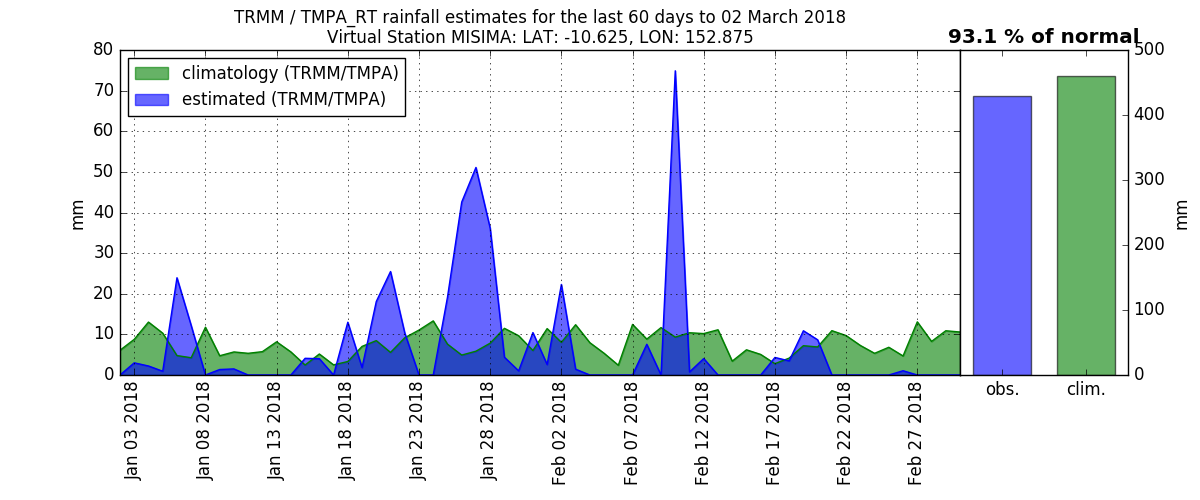 TRMM / TMPA_RT rainfall estimates for the last 60 days to 02 March 2018
Virtual Station MISIMA: LAT: -10.625, LON: 152.875
93.1 % of normal
climatology (TRMM/TMPA)
estimated (TRMM/TMPA)
mm
80
70
60
50
40
30
20
10
0
Jan 03 2018
Jan 08 2018
Jan 13 2018
Jan 18 2018
Jan 23 2018
Jan 28 2018
Feb 02 2018
Feb 07 2018
Feb 12 2018
Feb 17 2018
Feb 22 2018
Feb 27 2018
500
400
300
200
100
0
mm
obs.
clim.